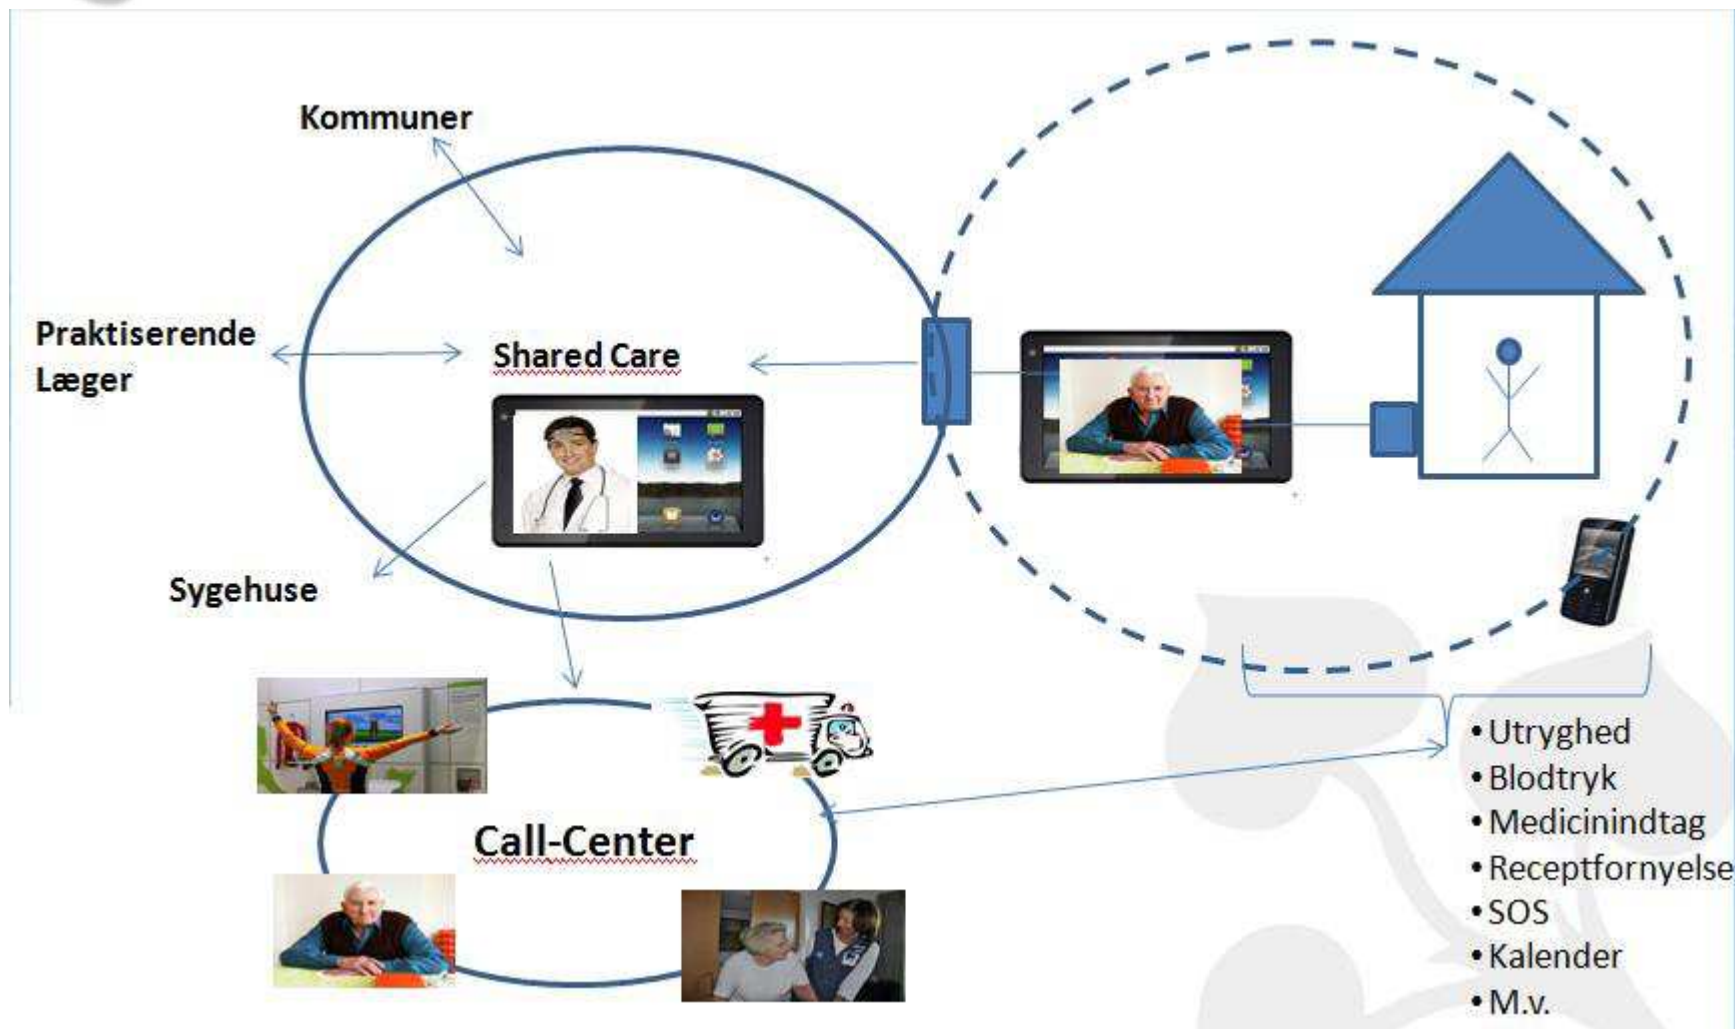 Kommuner
Praktiserende
Læger
Shared Care
Sygehuse
Call-Center
• Utryghed
• Blodtryk
• Medicinindtag
• Receptfornyelse
• SOS
• Kalender
• M.v.